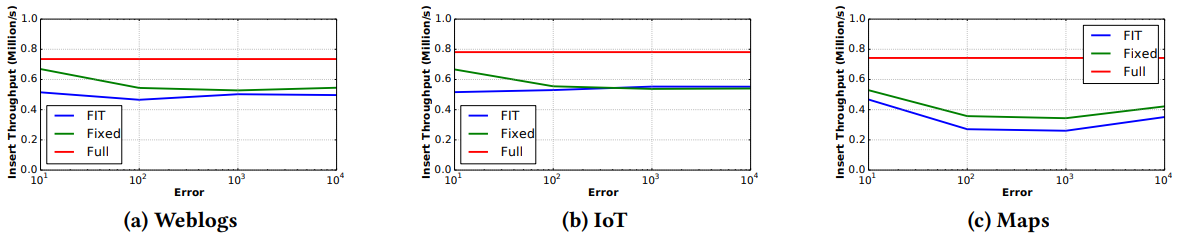 Insert Throughput (Million/s)
1.0
0.8
0.6
0.4
0.2
0.0
FIT
Fixed
Full
10^1
10^2
10^3
10^4
Error
(a) Weblogs
Insert Throughput (Million/s)
1.0
0.8
0.6
0.4
0.2
0.0
FIT
Fixed
Full
10^1
10^2
10^3
10^4
Error
(b) IoT
Insert Throughput (Million/s)
1.0
0.8
0.6
0.4
0.2
0.0
FIT
Fixed
Full
10^1
10^2
10^3
10^4
Error
(c) Maps